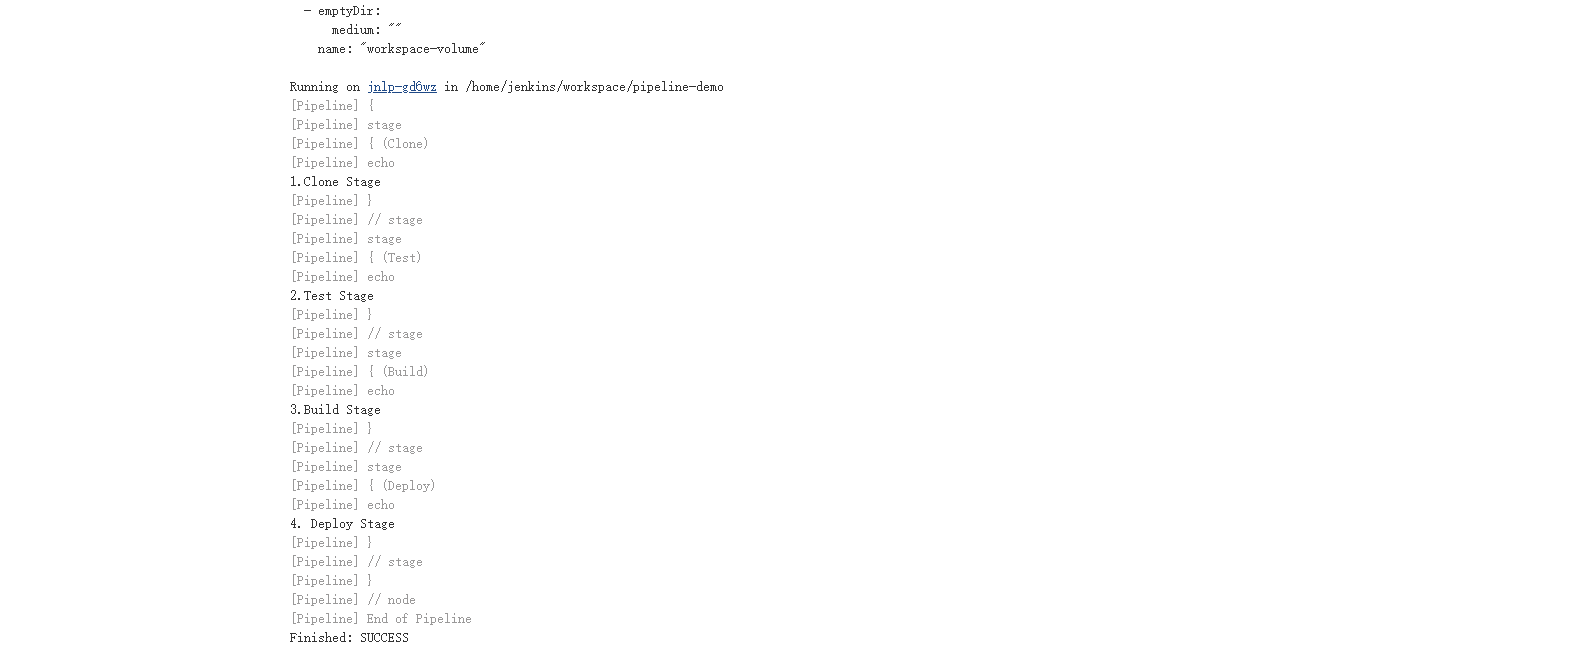 - emptyDir:
medium: ""
name: "workspace-volume"
Running on jnlp-gd6wz in /home/jenkins/workspace/pipeline-demo
[Pipeline] {
[Pipeline] stage
[Pipeline] { (Clone)
[Pipeline] echo
1.Clone Stage
[Pipeline] }
[Pipeline] // stage
[Pipeline] stage
[Pipeline] { (Test)
[Pipeline] echo
2.Test Stage
[Pipeline] }
[Pipeline] // stage
[Pipeline] stage
[Pipeline] { (Build)
[Pipeline] echo
3.Build Stage
[Pipeline] }
[Pipeline] // stage
[Pipeline] stage
[Pipeline] { (Deploy)
[Pipeline] echo
4. Deploy Stage
[Pipeline] }
[Pipeline] // stage
[Pipeline] }
[Pipeline] // node
[Pipeline] End of Pipeline
Finished: SUCCESS